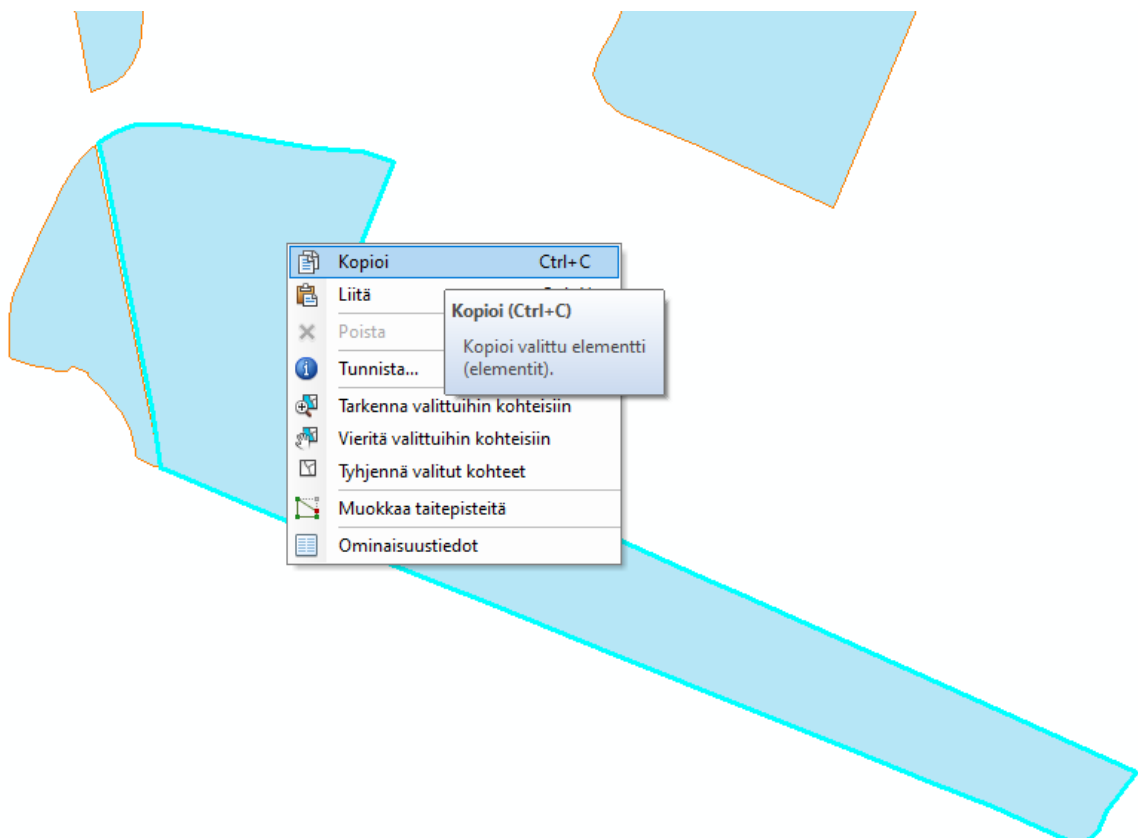 Kopioi Ctrl+C
Liitä
Kopioi (Ctrl+C)
Kopioi valittu elementti
(elementit).
Poista
Tunnista...
Tarkenna valittuihin kohteisiin
Vieritä valittuihin kohteisiin
Tyhjennä valitut kohteet
Muokkaa taitepisteitä
Ominaisuustiedot